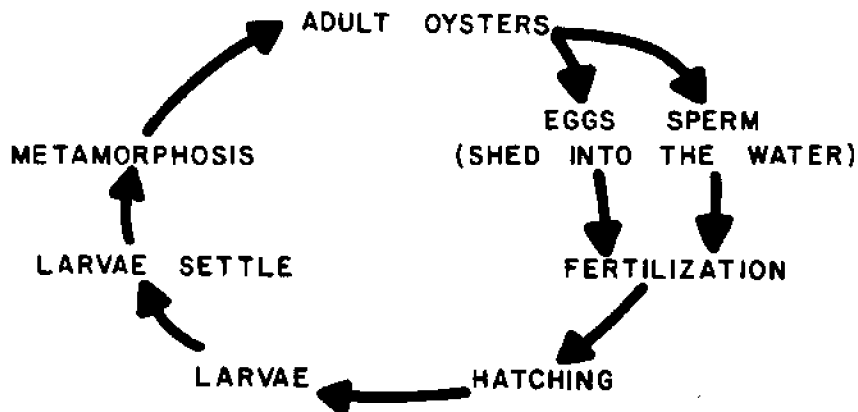 ADULT OYSTERS
EGGS SPERM
(SHED INTO THE WATER)
FERTILIZATION
HATCHING
LARVAE
LARVAE SETTLE
METAMORPHOSIS